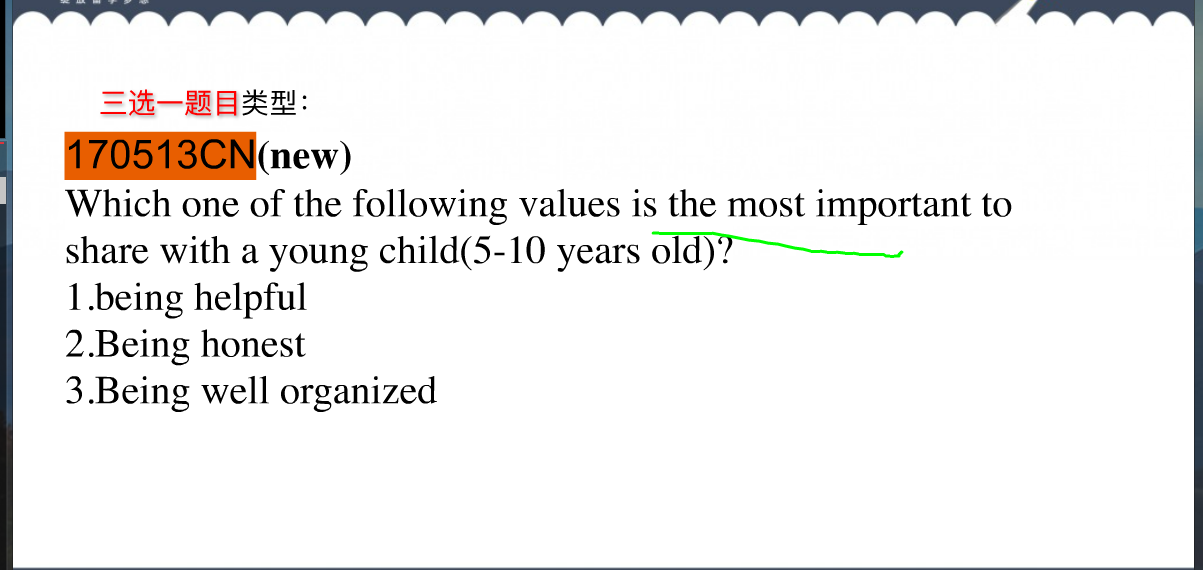 三选一题目类型：
170513CN(new)
Which one of the following values is the most important to
share with a young child(5-10 years old)?
1.being helpful
2.Being honest
3.Being well organized